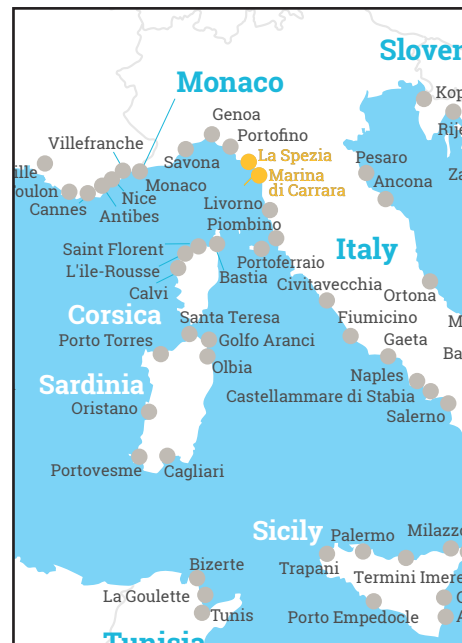 Slover
Kop
Monaco
Rije
Genoa
Portofino
Villefranche
Savona
La Spezia
Pesaro
ille
Marina
di Carrara
Za
Toulon
Nice
Monaco
Ancona
Cannes
Antibes
Livorno
Piombino
Saint Florent
Italy
L'ile-Rousse
Bastia
Portoferraio
Calvi
Civitavecchia
Ortona
Corsica
Santa Teresa
Fiumicino
M
Porto Torres
Golfo Aranci
Gaeta
Ba
Olbia
Sardinia
Naples
Oristano
Castellammare di Stabia
Salerno
Portovesme
Cagliari
Sicily
Palermo
Milazzo
Trapani
Bizerte
Termini Imere
La Goulette
C
Tunis
Porto Empedocle
A
Tunisia